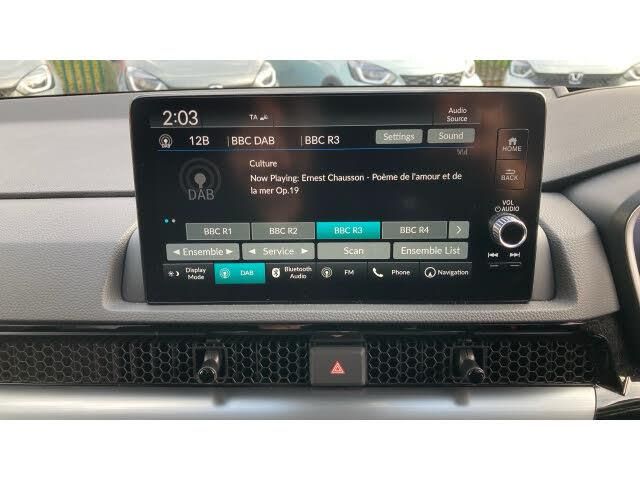 2:03 TA Audio Source
12B BBC DAB BBC R3 Settings Sound
HOME
BACK
Culture
Now Playing: Ernest Chausson - Poème de l'amour et de
la mer Op.19
DAB
VOL
AUDIO
BBC R1 BBC R2 BBC R3 BBC R4
Ensemble Service Scan Ensemble List
Display Mode DAB Bluetooth Audio FM Phone Navigation